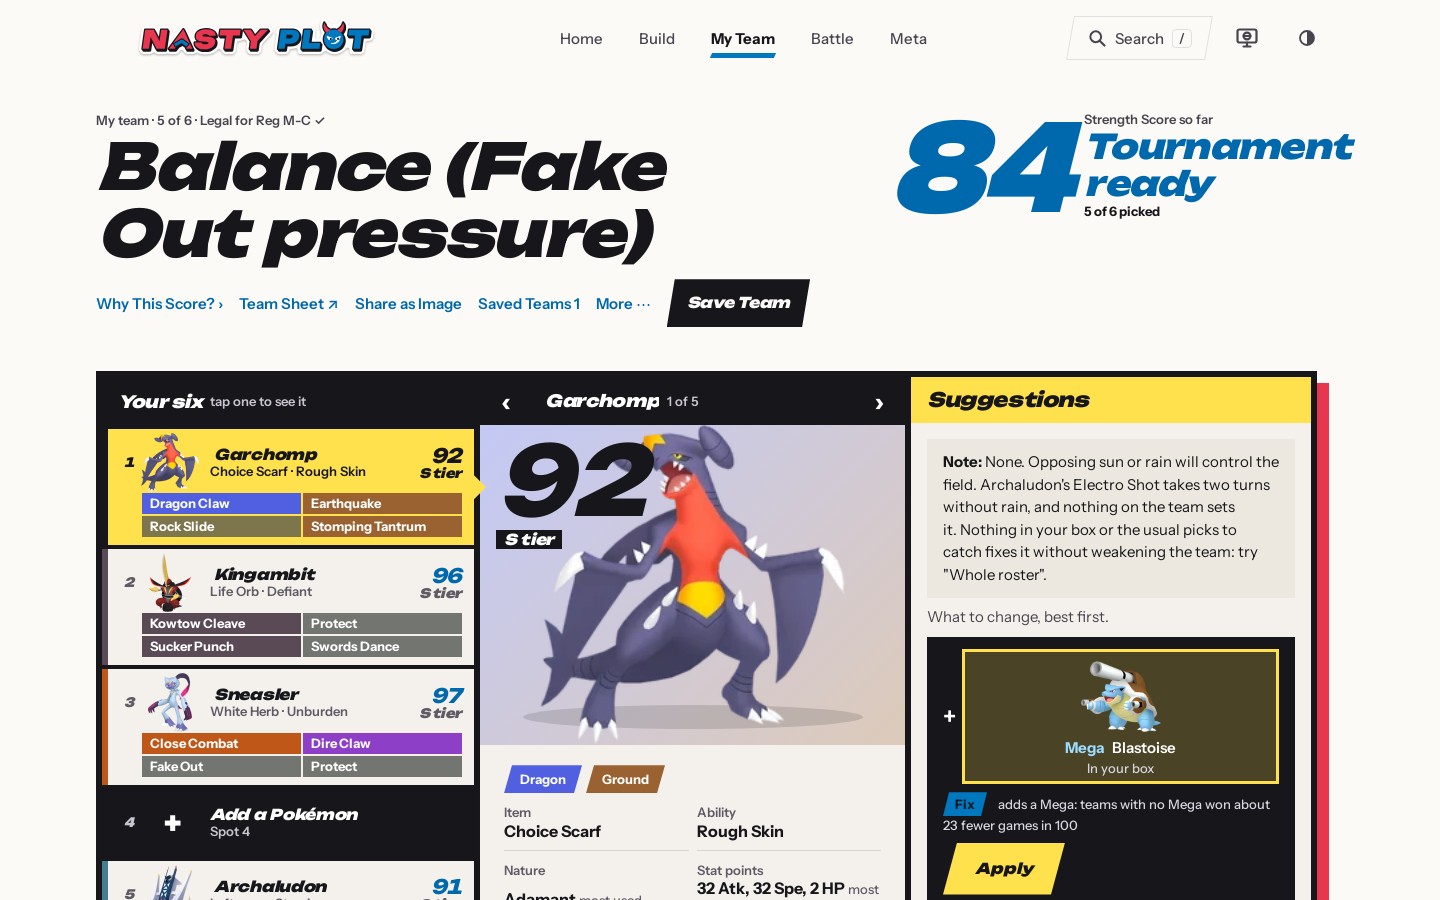 NASTY PLOT
Home
Build
My Team
Battle
Meta
Search /
My team · 5 of 6 · Legal for Reg M-C ✓
Balance (Fake
Out pressure)
84
Strength Score so far
Tournament
ready
5 of 6 picked
Why This Score? ›
Team Sheet ↗
Share as Image
Saved Teams 1
More ···
Save Team
Your six tap one to see it
1
Garchomp
Choice Scarf · Rough Skin
92
S tier
Dragon Claw
Earthquake
Rock Slide
Stomping Tantrum
2
Kingambit
Life Orb · Defiant
96
S tier
Kowtow Cleave
Protect
Sucker Punch
Swords Dance
3
Sneasler
White Herb · Unburden
97
S tier
Close Combat
Dire Claw
Fake Out
Protect
4
+
Add a Pokémon
Spot 4
5
Archaludon
91
‹
Garchomp 1 of 5
›
92
S tier
Dragon
Ground
Item
Choice Scarf
Ability
Rough Skin
Nature
Adamant most used
Stat points
32 Atk, 32 Spe, 2 HP most
Suggestions
Note: None. Opposing sun or rain will control the
field. Archaludon's Electro Shot takes two turns
without rain, and nothing on the team sets
it. Nothing in your box or the usual picks to
catch fixes it without weakening the team: try
"Whole roster".
What to change, best first.
+
Mega Blastoise
In your box
Fix adds a Mega: teams with no Mega won about
23 fewer games in 100
Apply